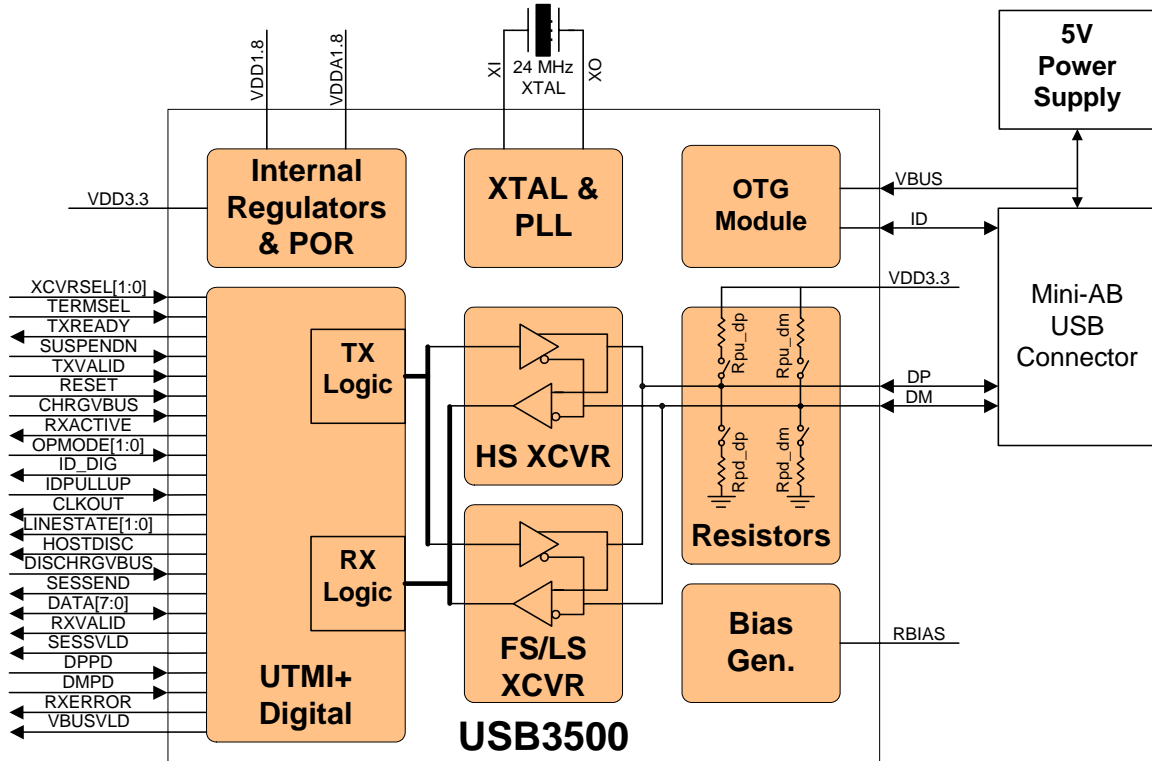 VDD1.8
VDDA1.8
XI
24 MHz
XTAL
XO
5V
Power
Supply
Internal
Regulators
& POR
XTAL &
PLL
OTG
Module
VBUS
ID
VDD3.3
VDD3.3
Mini-AB
USB
Connector
XCVRSEL[1:0]
TERMSEL
TXREADY
SUSPENDN
TXVALID
RESET
CHRGVBUS
RXACTIVE
OPMODE[1:0]
ID_DIG
IDPULLUP
CLKOUT
LINESTATE[1:0]
HOSTDISC
DISCHRGVBUS
SESSEND
DATA[7:0]
RXVALID
SESSVLD
DPPD
DMPD
RXERROR
VBUSVLD
TX
Logic
RX
Logic
UTMI+
Digital
HS XCVR
FS/LS
XCVR
Rpu_dp
Rpu_dm
Rpd_dp
Rpd_dm
Resistors
DP
DM
Bias
Gen.
RBIAS
USB3500